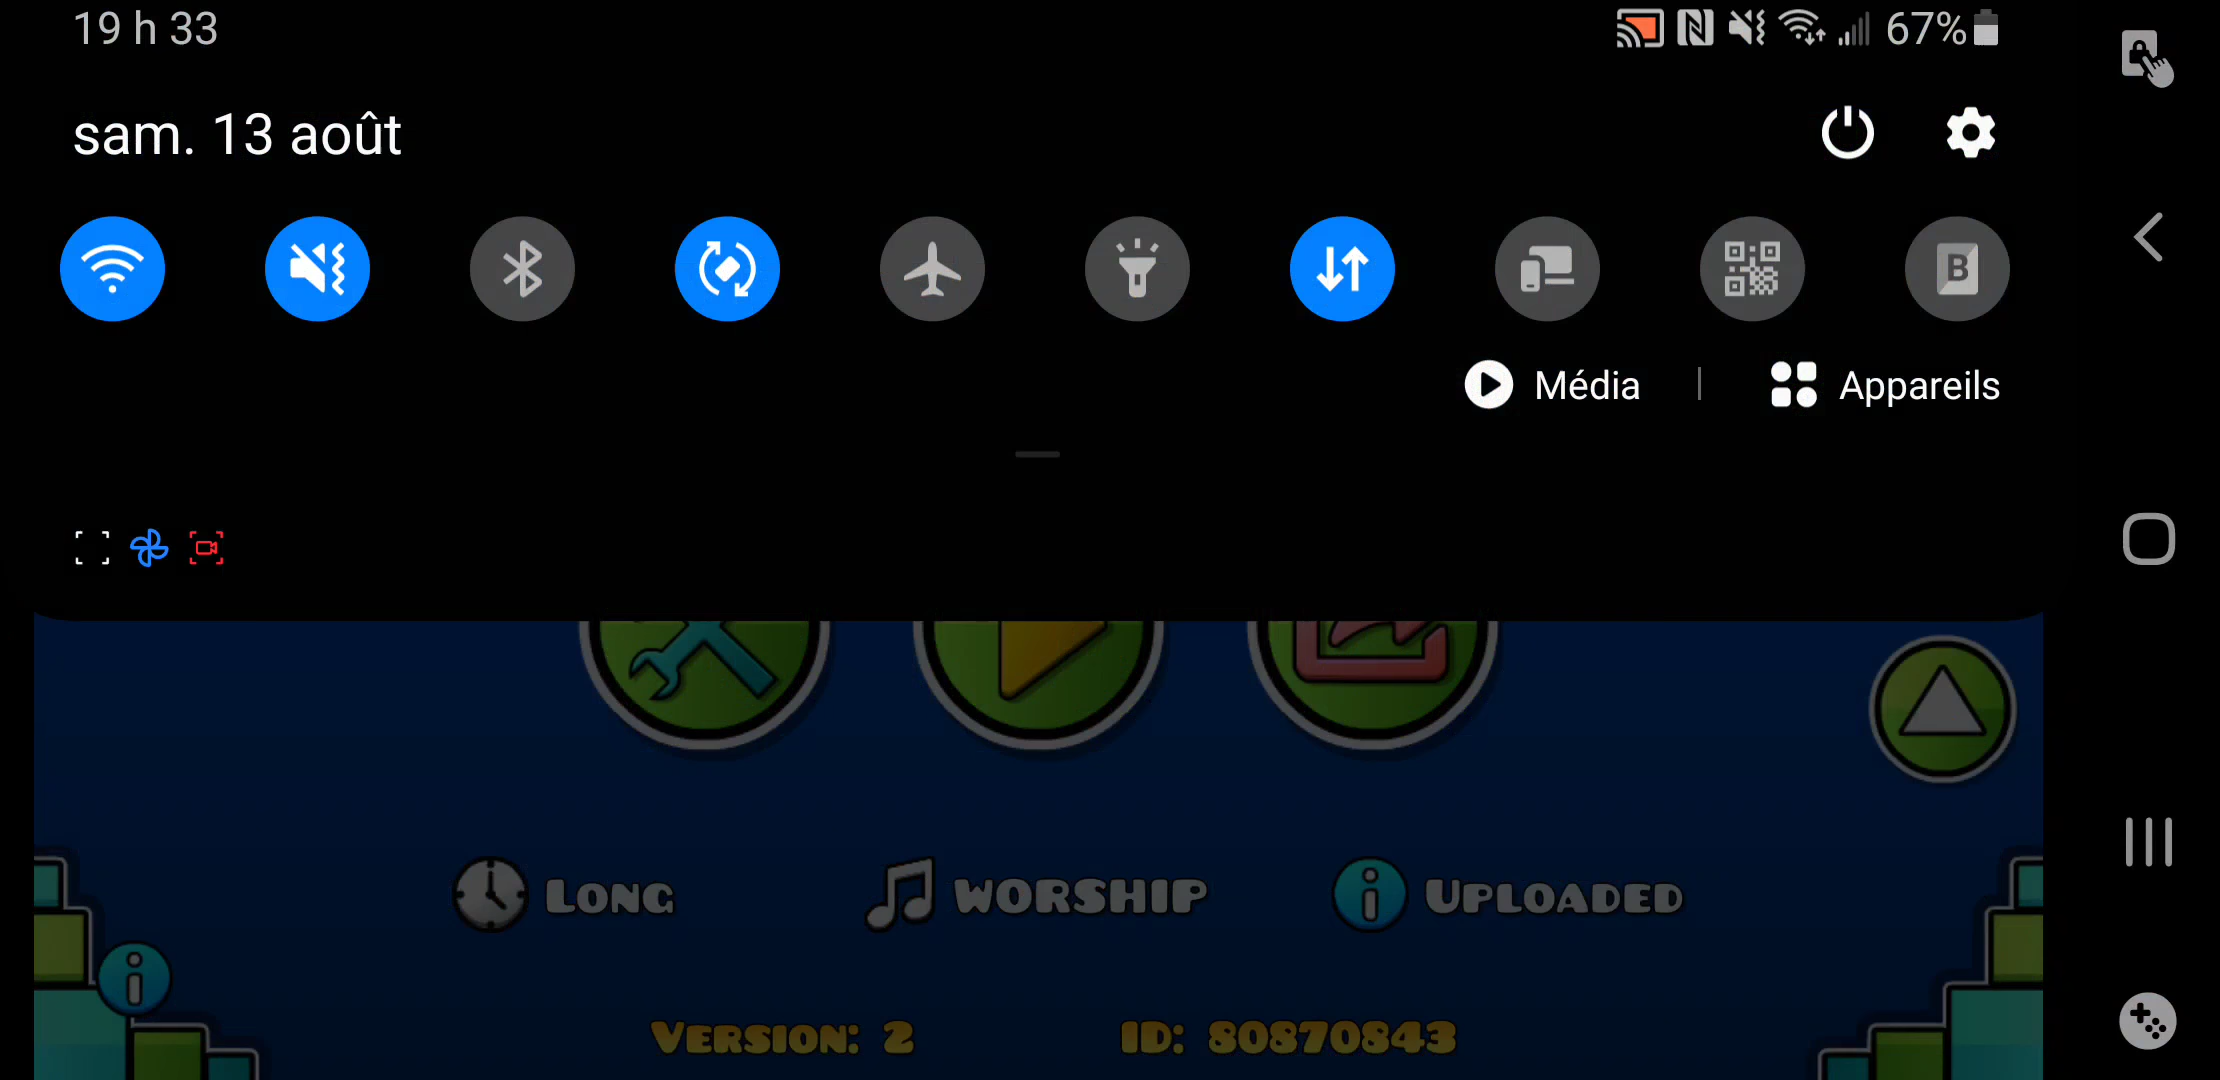 19 h 33
67%
sam. 13 août
B
Média | Appareils
LONG
WORSHIP
UPLOADED
VERSION: 2
ID: 80870843